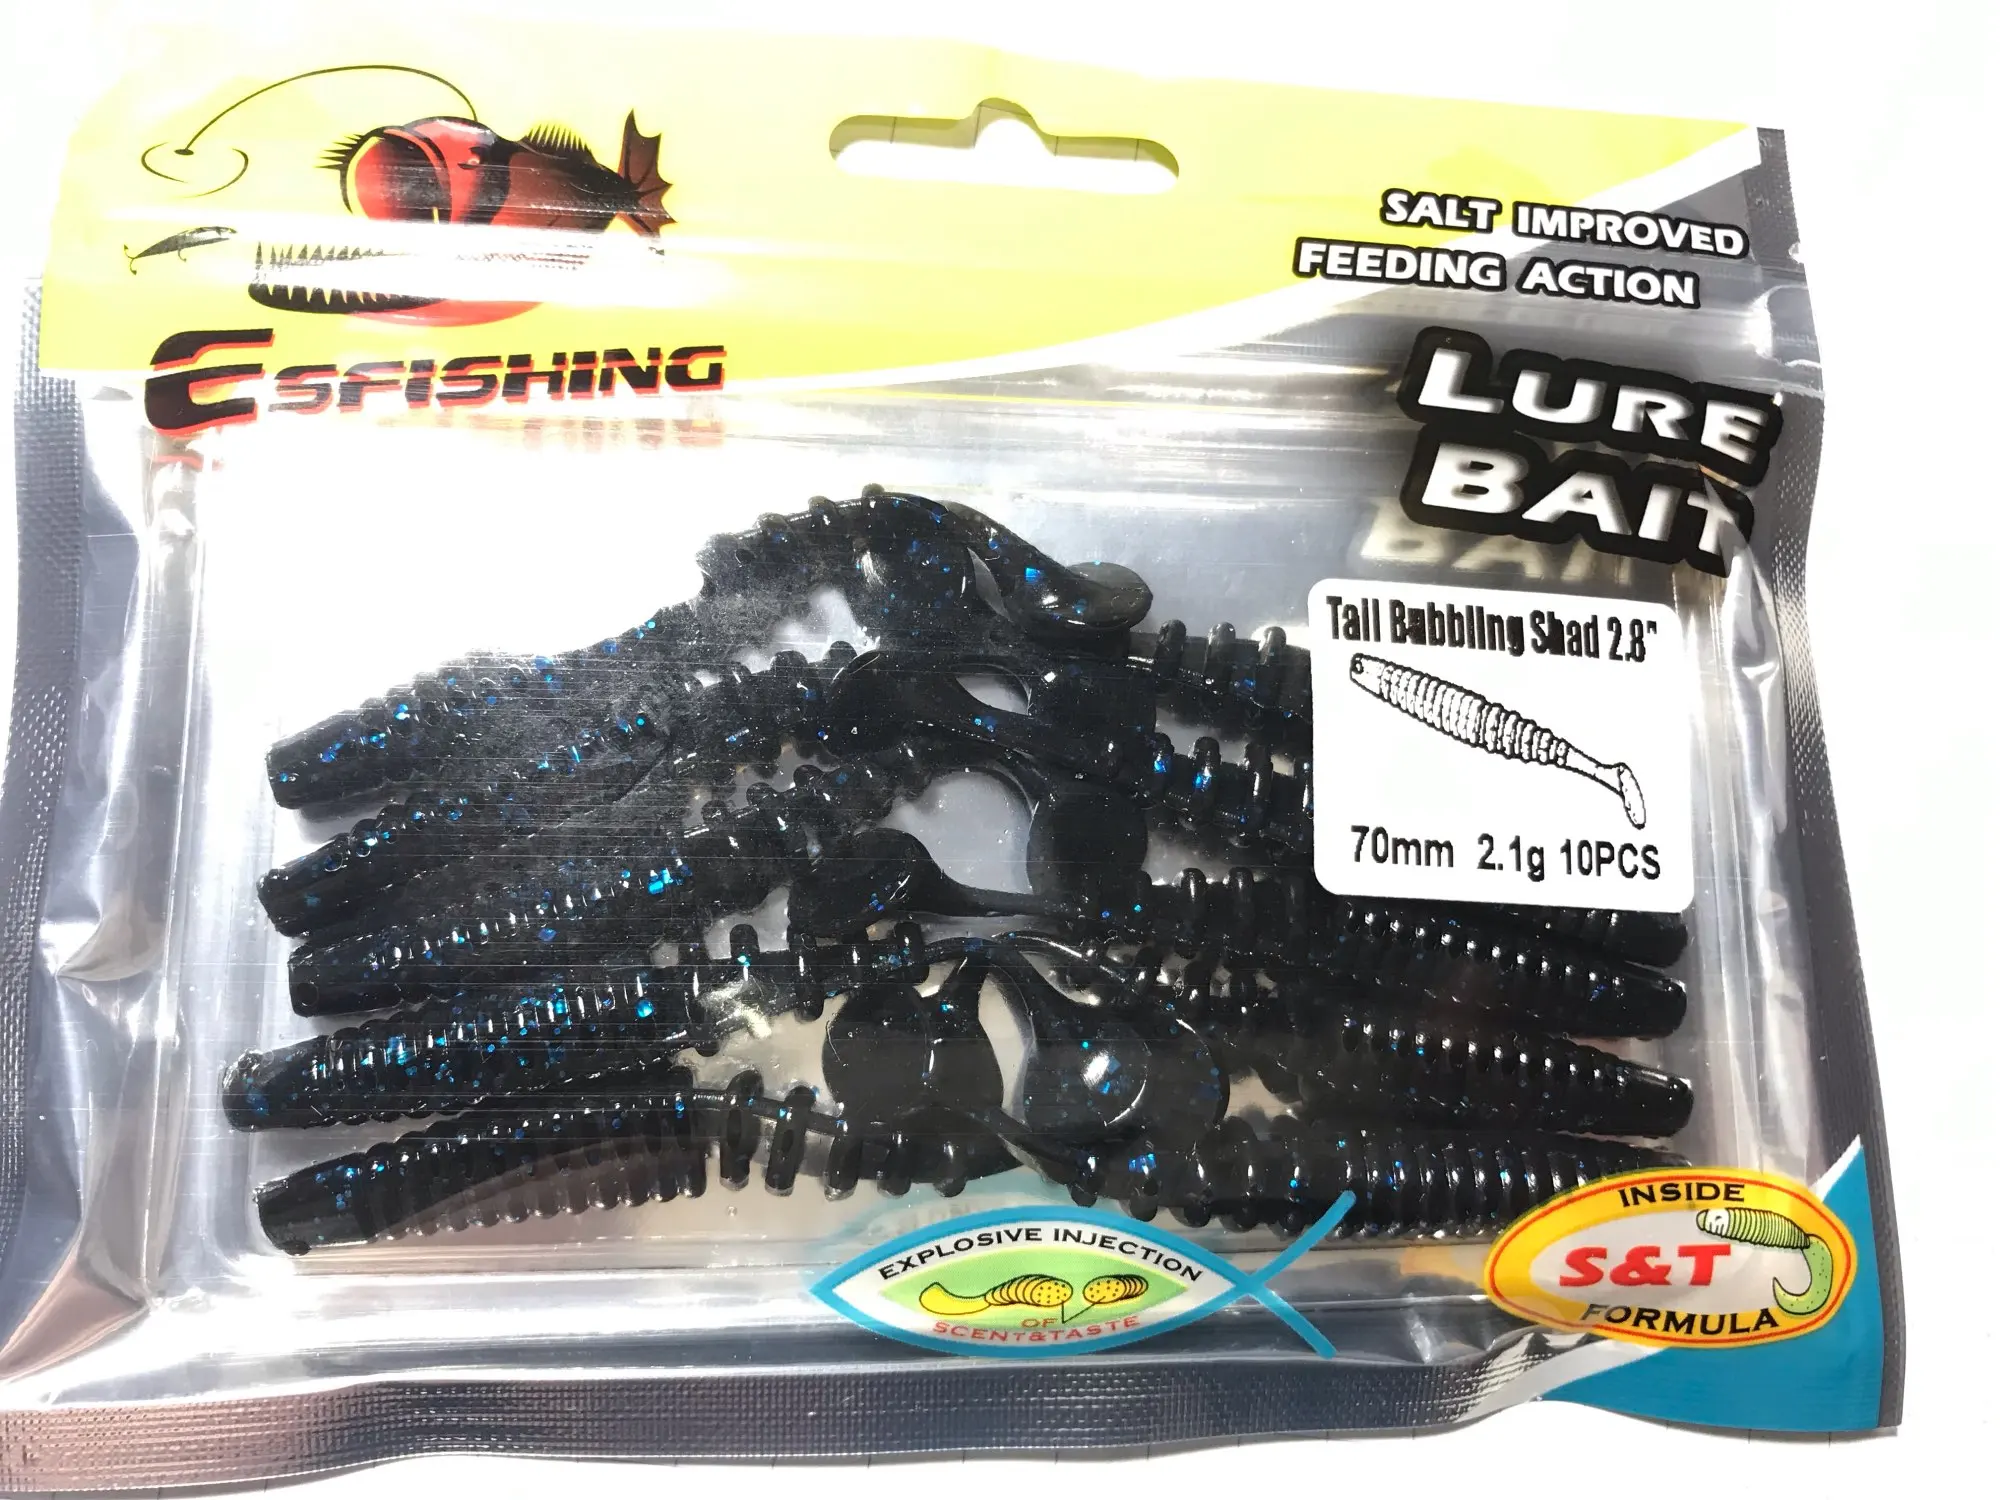 ESFISHING
SALT IMPROVED
FEEDING ACTION
LURE
BAIT
Tail Bubbling Shad 2.8"
70mm 2.1g 10PCS
EXPLOSIVE INJECTION
OF
SCENT&TASTE
INSIDE
S&T
FORMULA